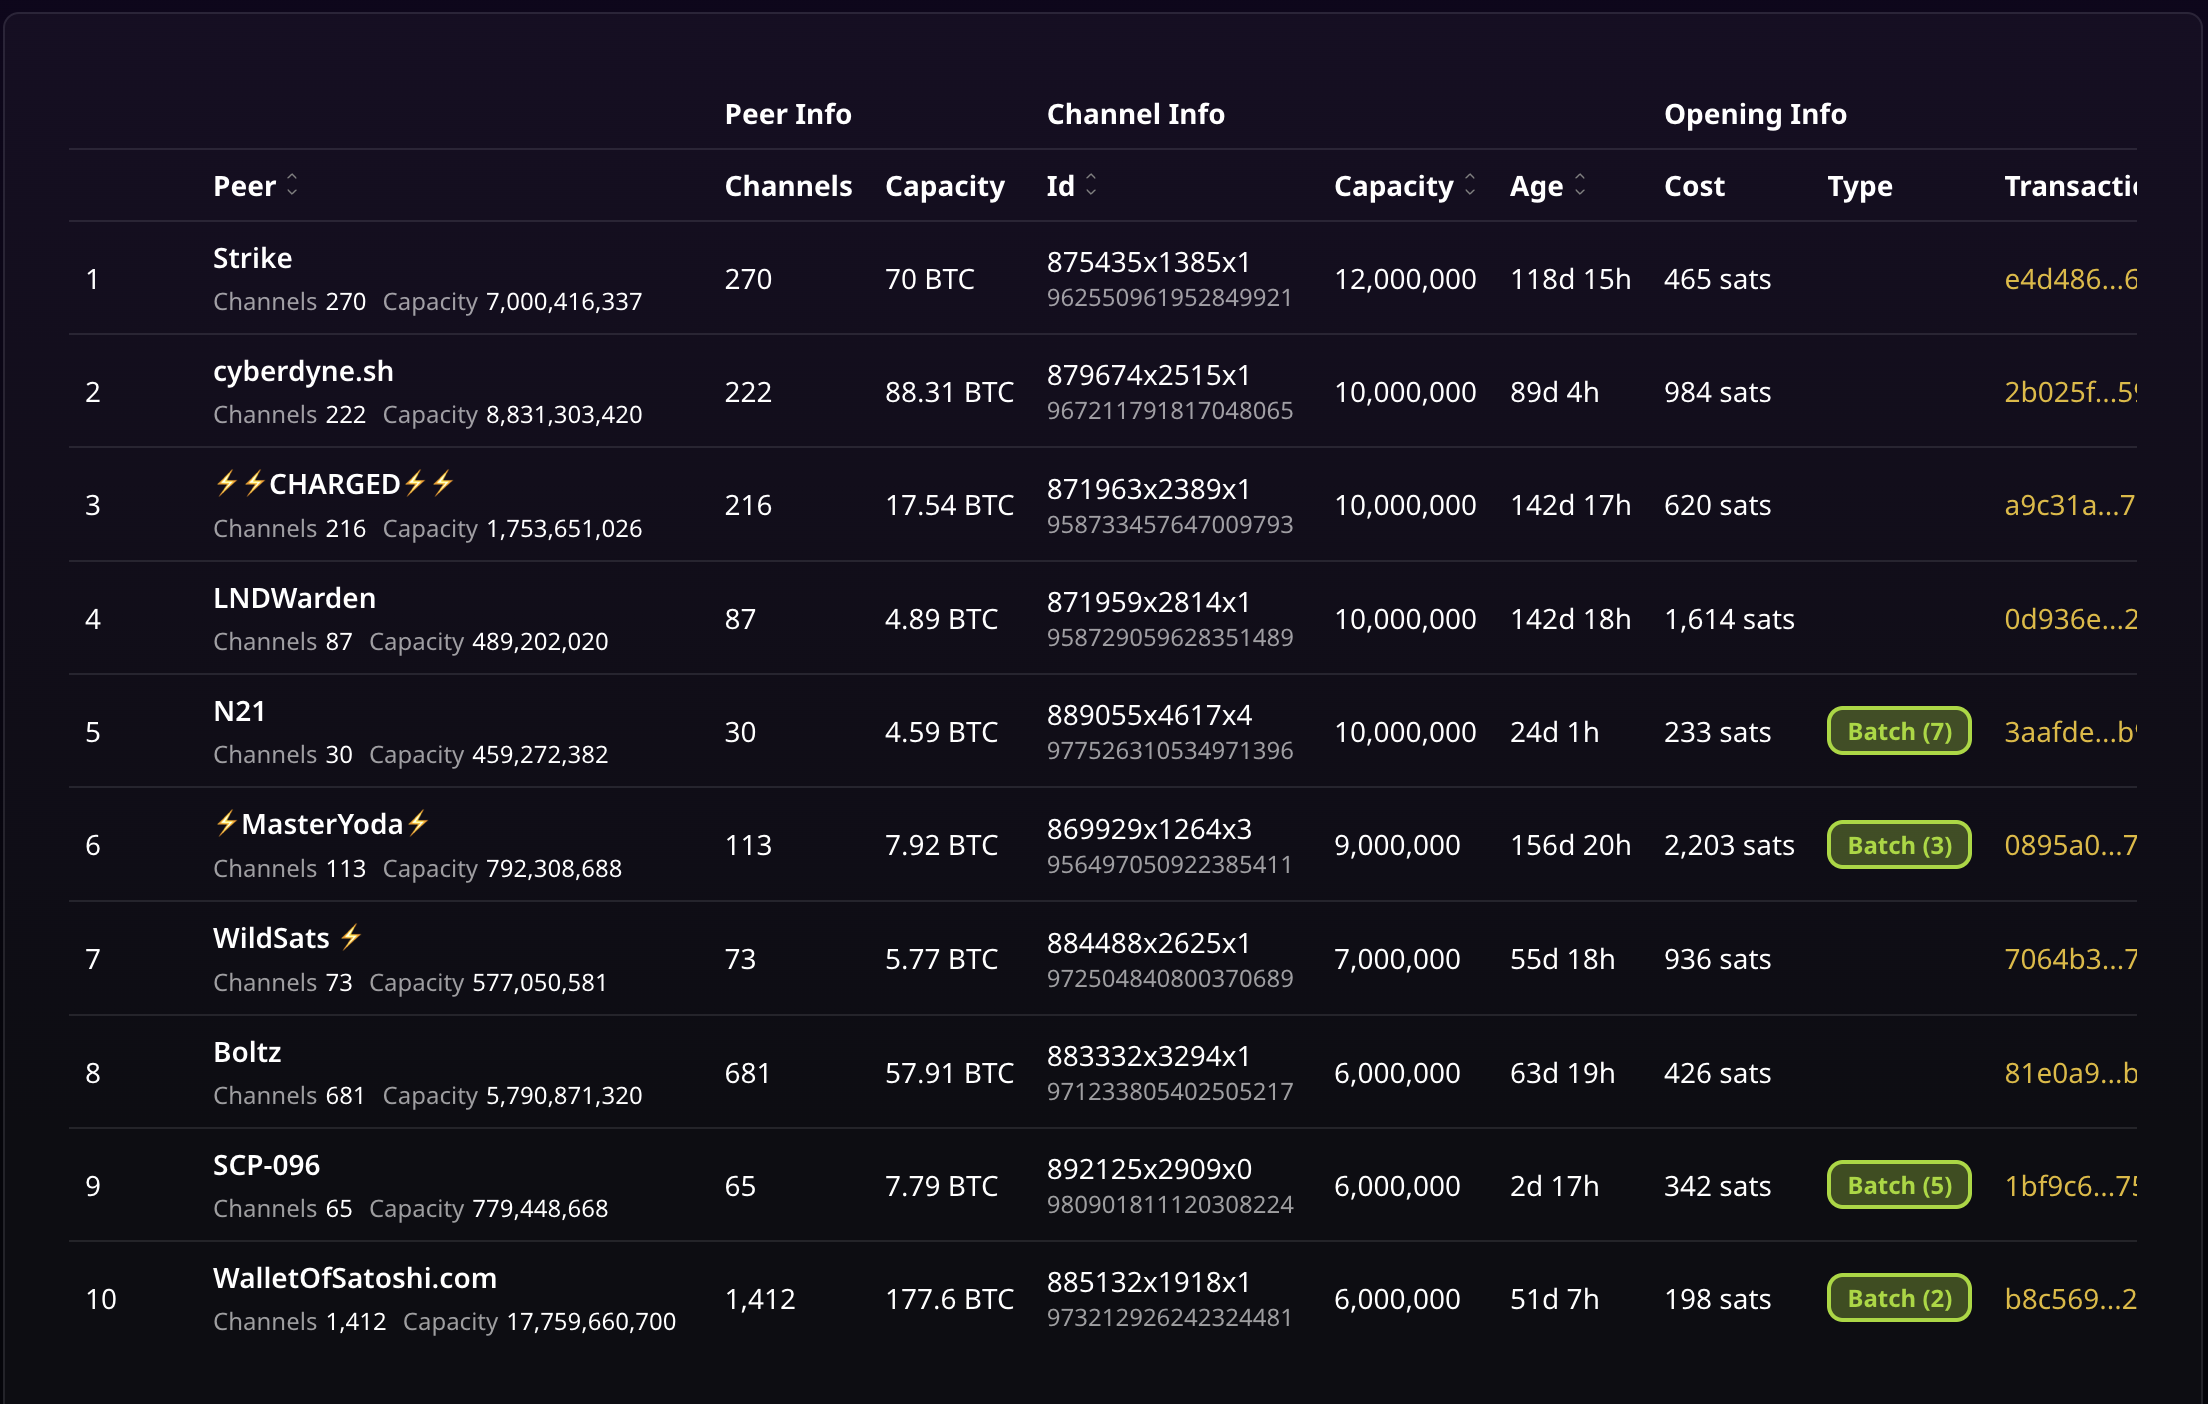 Peer Info Channel Info Opening Info
Peer Channels Capacity Id Capacity Age Cost Type Transactic
1 Strike 270 70 BTC 875435x1385x1 12,000,000 118d 15h 465 sats e4d486...6
Channels 270 Capacity 7,000,416,337 962550961952849921
2 cyberdyne.sh 222 88.31 BTC 879674x2515x1 10,000,000 89d 4h 984 sats 2b025f...59
Channels 222 Capacity 8,831,303,420 967211791817048065
3 ⚡⚡CHARGED⚡⚡ 216 17.54 BTC 871963x2389x1 10,000,000 142d 17h 620 sats a9c31a...7
Channels 216 Capacity 1,753,651,026 958733457647009793
4 LNDWarden 87 4.89 BTC 871959x2814x1 10,000,000 142d 18h 1,614 sats 0d936e...2
Channels 87 Capacity 489,202,020 958729059628351489
5 N21 30 4.59 BTC 889055x4617x4 10,000,000 24d 1h 233 sats Batch (7) 3aafde...b
Channels 30 Capacity 459,272,382 977526310534971396
6 ⚡MasterYoda⚡ 113 7.92 BTC 869929x1264x3 9,000,000 156d 20h 2,203 sats Batch (3) 0895a0...7
Channels 113 Capacity 792,308,688 956497050922385411
7 WildSats ⚡ 73 5.77 BTC 884488x2625x1 7,000,000 55d 18h 936 sats 7064b3...7
Channels 73 Capacity 577,050,581 972504840800370689
8 Boltz 681 57.91 BTC 883332x3294x1 6,000,000 63d 19h 426 sats 81e0a9...b
Channels 681 Capacity 5,790,871,320 971233805402505217
9 SCP-096 65 7.79 BTC 892125x2909x0 6,000,000 2d 17h 342 sats Batch (5) 1bf9c6...75
Channels 65 Capacity 779,448,668 980901811120308224
10 WalletOfSatoshi.com 1,412 177.6 BTC 885132x1918x1 6,000,000 51d 7h 198 sats Batch (2) b8c569...2
Channels 1,412 Capacity 17,759,660,700 973212926242324481